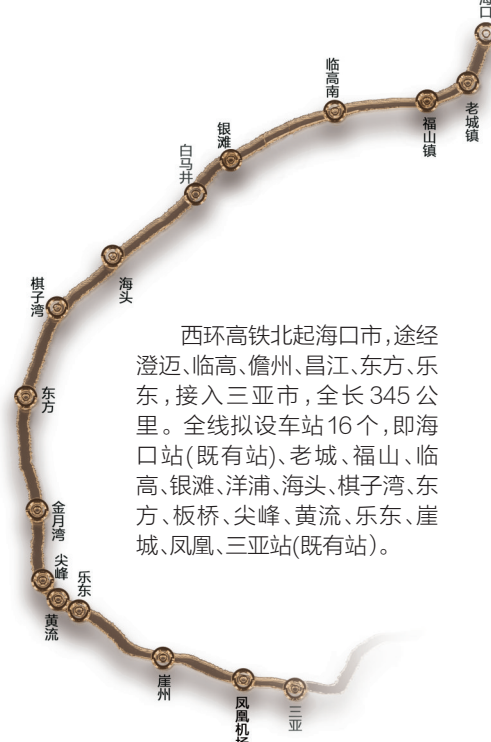 海口
老城镇
福山镇
临高南
银滩
白马井
海头
棋子湾
东方
金月湾
尖峰
黄流
乐东
崖州
凤凰机场
三亚
西环高铁北起海口市，途经
澄迈、临高、儋州、昌江、东方、乐
东，接入三亚市，全长345公
里。全线拟设车站16个，即海
口站(既有站)、老城、福山、临
高、银滩、洋浦、海头、棋子湾、东
方、板桥、尖峰、黄流、乐东、崖
城、凤凰、三亚站(既有站)。